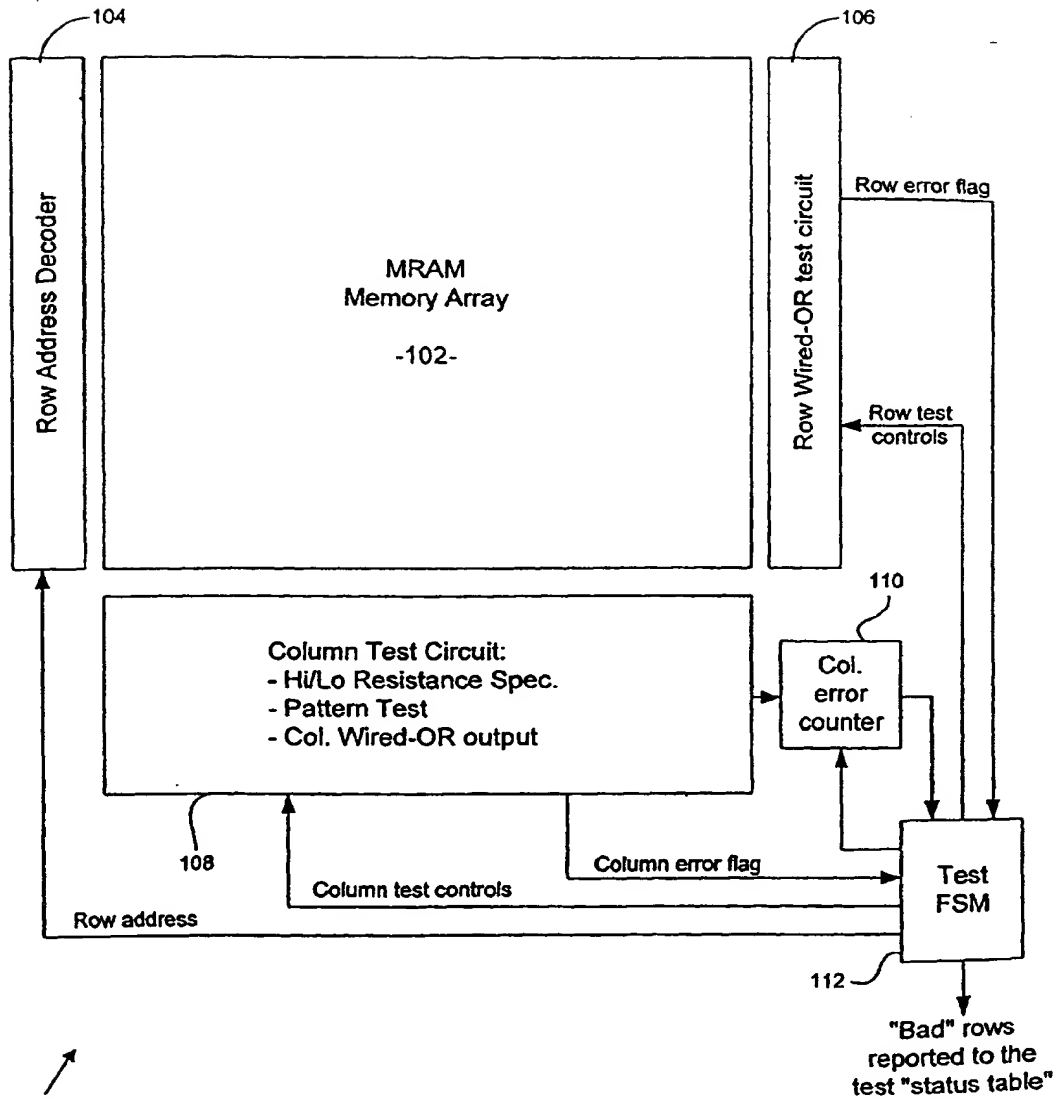 104
106
Row Address Decoder
MRAM
Memory Array
-102-
Row Wired-OR test circuit
Row error flag
Row test
controls
110
Column Test Circuit:
- Hi/Lo Resistance Spec.
- Pattern Test
- Col. Wired-OR output
Col.
error
counter
108
Column error flag
Column test controls
Row address
Test
FSM
112
"Bad" rows
reported to the
test "status table"